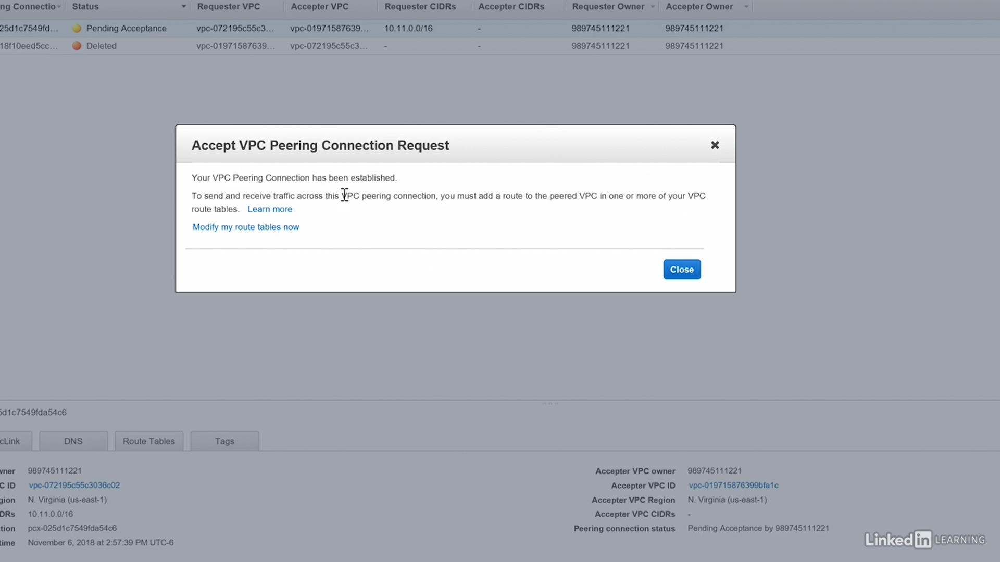 ng Connectio Status Requester VPC Accepter VPC Requester CIDRs Accepter CIDRs Requester Owner Accepter Owner
25d1c7549fd... Pending Acceptance vpc-072195c55c3... vpc-01971587639... 10.11.0.0/16 - 989745111221 989745111221
18f10eed5cc... Deleted vpc-01971587639... vpc-072195c55c3... - - 989745111221 989745111221
Accept VPC Peering Connection Request
Your VPC Peering Connection has been established.
To send and receive traffic across this VPC peering connection, you must add a route to the peered VPC in one or more of your VPC
route tables. Learn more
Modify my route tables now
Close
5d1c7549fda54c6
cLink DNS Route Tables Tags
wner 989745111221 Accepter VPC owner 989745111221
C ID vpc-072195c55c3036c02 Accepter VPC ID vpc-019715876399bfa1c
gion N. Virginia (us-east-1) Accepter VPC Region N. Virginia (us-east-1)
DRs 10.11.0.0/16 Accepter VPC CIDRs -
ction pcx-025d1c7549fda54c6 Peering connection status Pending Acceptance by 989745111221
time November 6, 2018 at 2:57:39 PM UTC-6
LinkedIn LEARNING